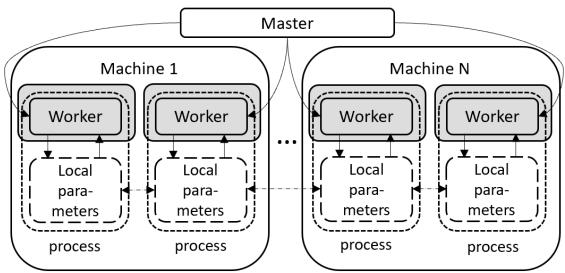 Master
Machine 1
Machine N
Worker
Worker
Worker
Worker
...
Local
para-
meters
Local
para-
meters
Local
para-
meters
Local
para-
meters
process
process
process
process